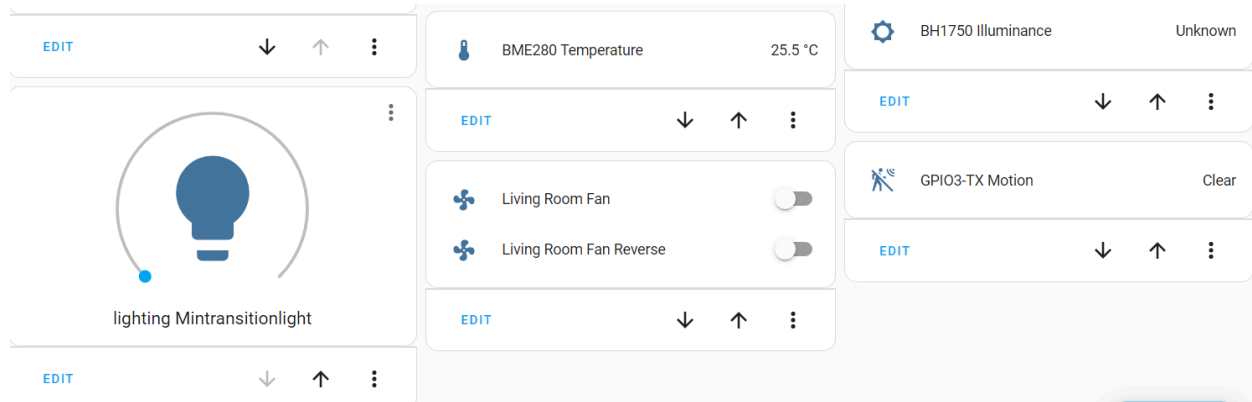 EDIT
lighting Mintransitionlight
EDIT
BME280 Temperature 25.5 °C
EDIT
Living Room Fan
Living Room Fan Reverse
EDIT
BH1750 Illuminance Unknown
EDIT
GPIO3-TX Motion Clear
EDIT